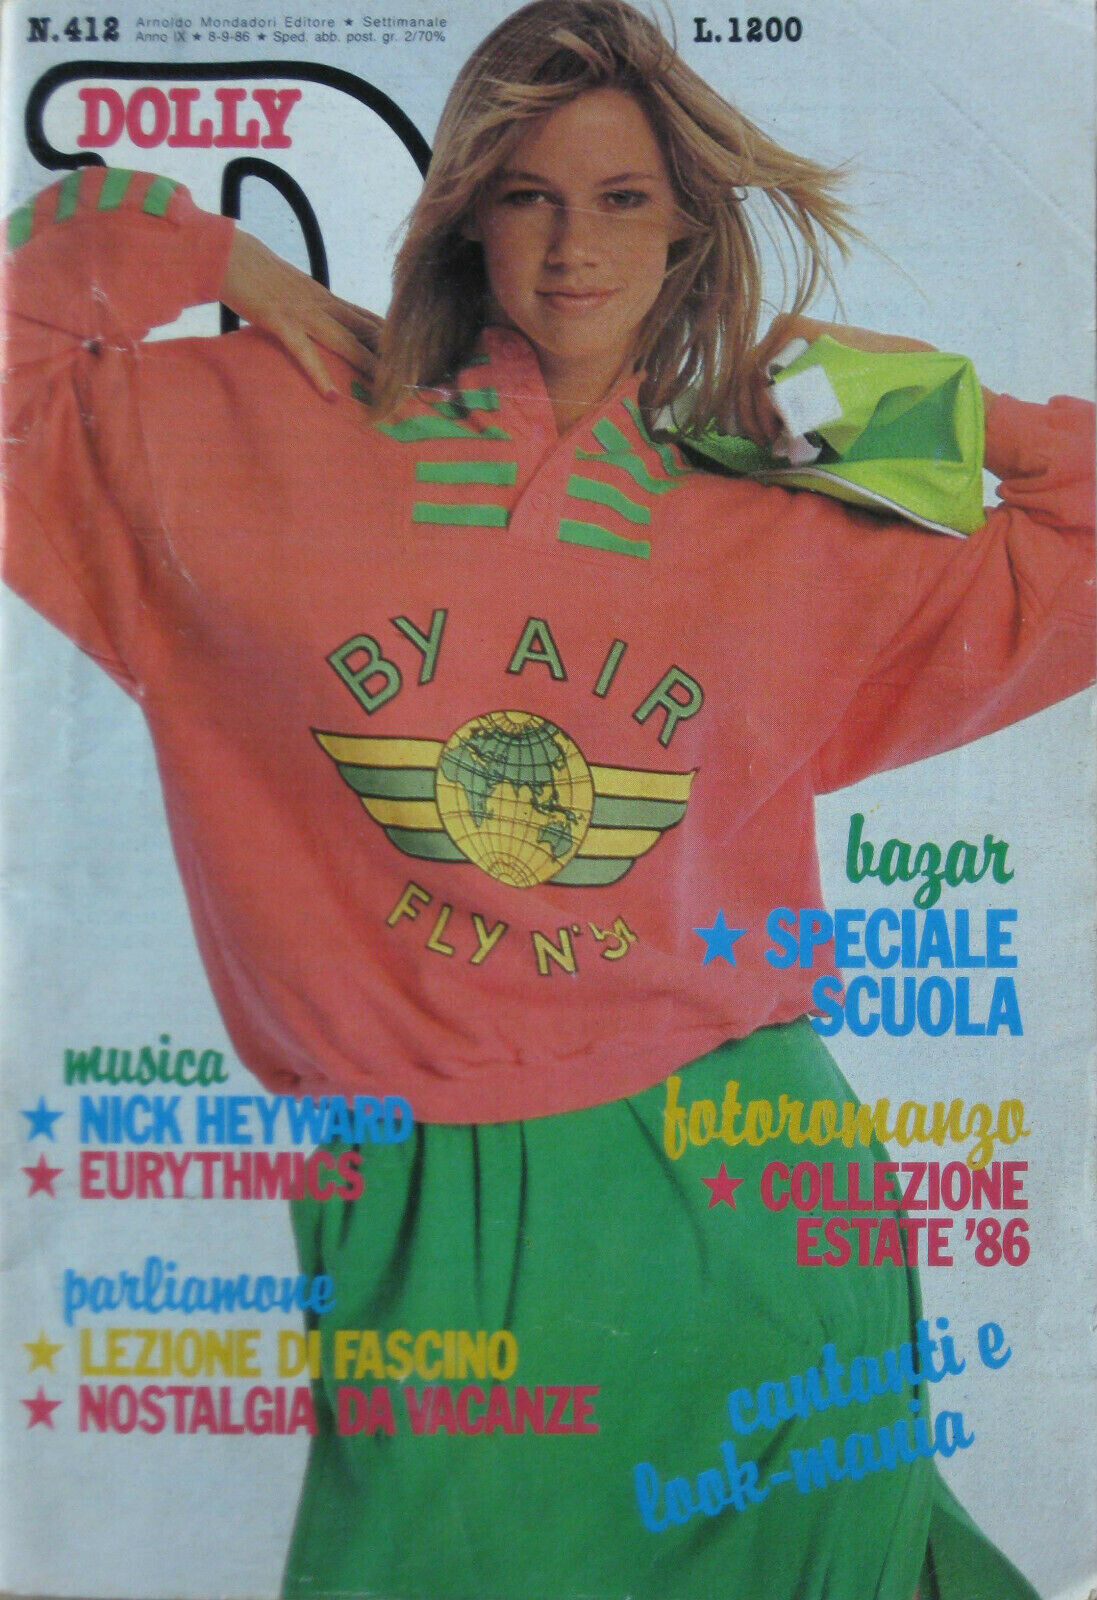 N.412
Arnoldo Mondadori Editore ★ Settimanale
Anno IX ★ 8-9-86 ★ Sped. abb. post. gr. 2/70%
L.1200
DOLLY
BY AIR
FLY N° 51
bazar
★ SPECIALE
SCUOLA
musica
★ NICK HEYWARD
★ EURYTHMICS
fotoromanzo
★ COLLEZIONE
ESTATE '86
parliamone
★ LEZIONE DI FASCINO
★ NOSTALGIA DA VACANZE
cantanti e
look-mania